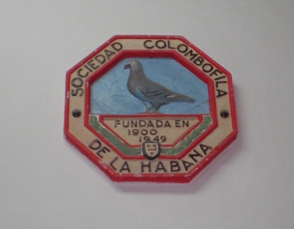 SOCIEDAD COLOMBOFILA
FUNDADA EN
1900
1949
DE LA HABANA